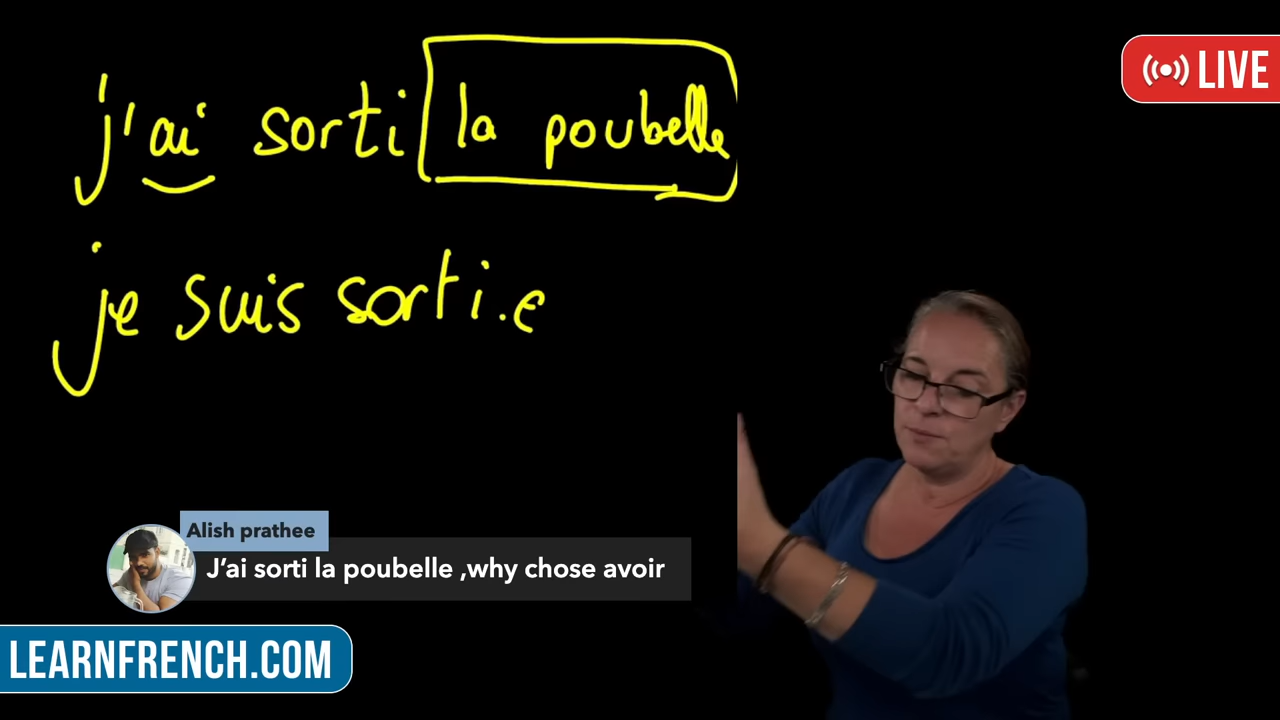 j'ai sorti la poubelle
LIVE
je suis sorti.e
Alish prathee
J'ai sorti la poubelle ,why chose avoir
LEARNFRENCH.COM